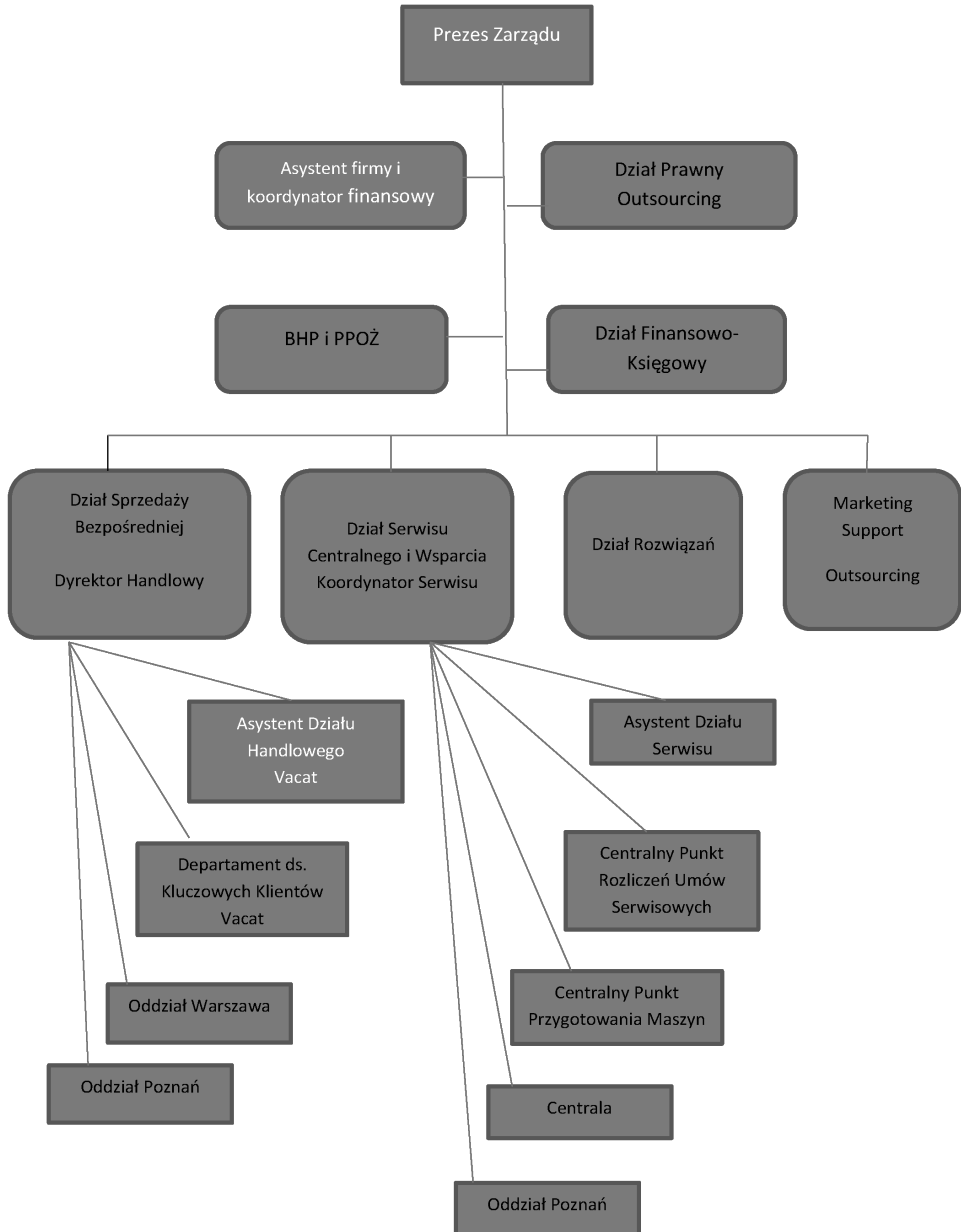 Prezes Zarządu
Asystent firmy i
koordynator finansowy
Dział Prawny
Outsourcing
BHP i PPOŻ
Dział Finansowo-
Księgowy
Dział Sprzedaży
Bezpośredniej
Dyrektor Handlowy
Dział Serwisu
Centralnego i Wsparcia
Koordynator Serwisu
Dział Rozwiązań
Marketing
Support
Outsourcing
Asystent Działu
Handlowego
Vacat
Asystent Działu
Serwisu
Departament ds.
Kluczowych Klientów
Vacat
Centralny Punkt
Rozliczeń Umów
Serwisowych
Oddział Warszawa
Centralny Punkt
Przygotowania Maszyn
Oddział Poznań
Centrala
Oddział Poznań